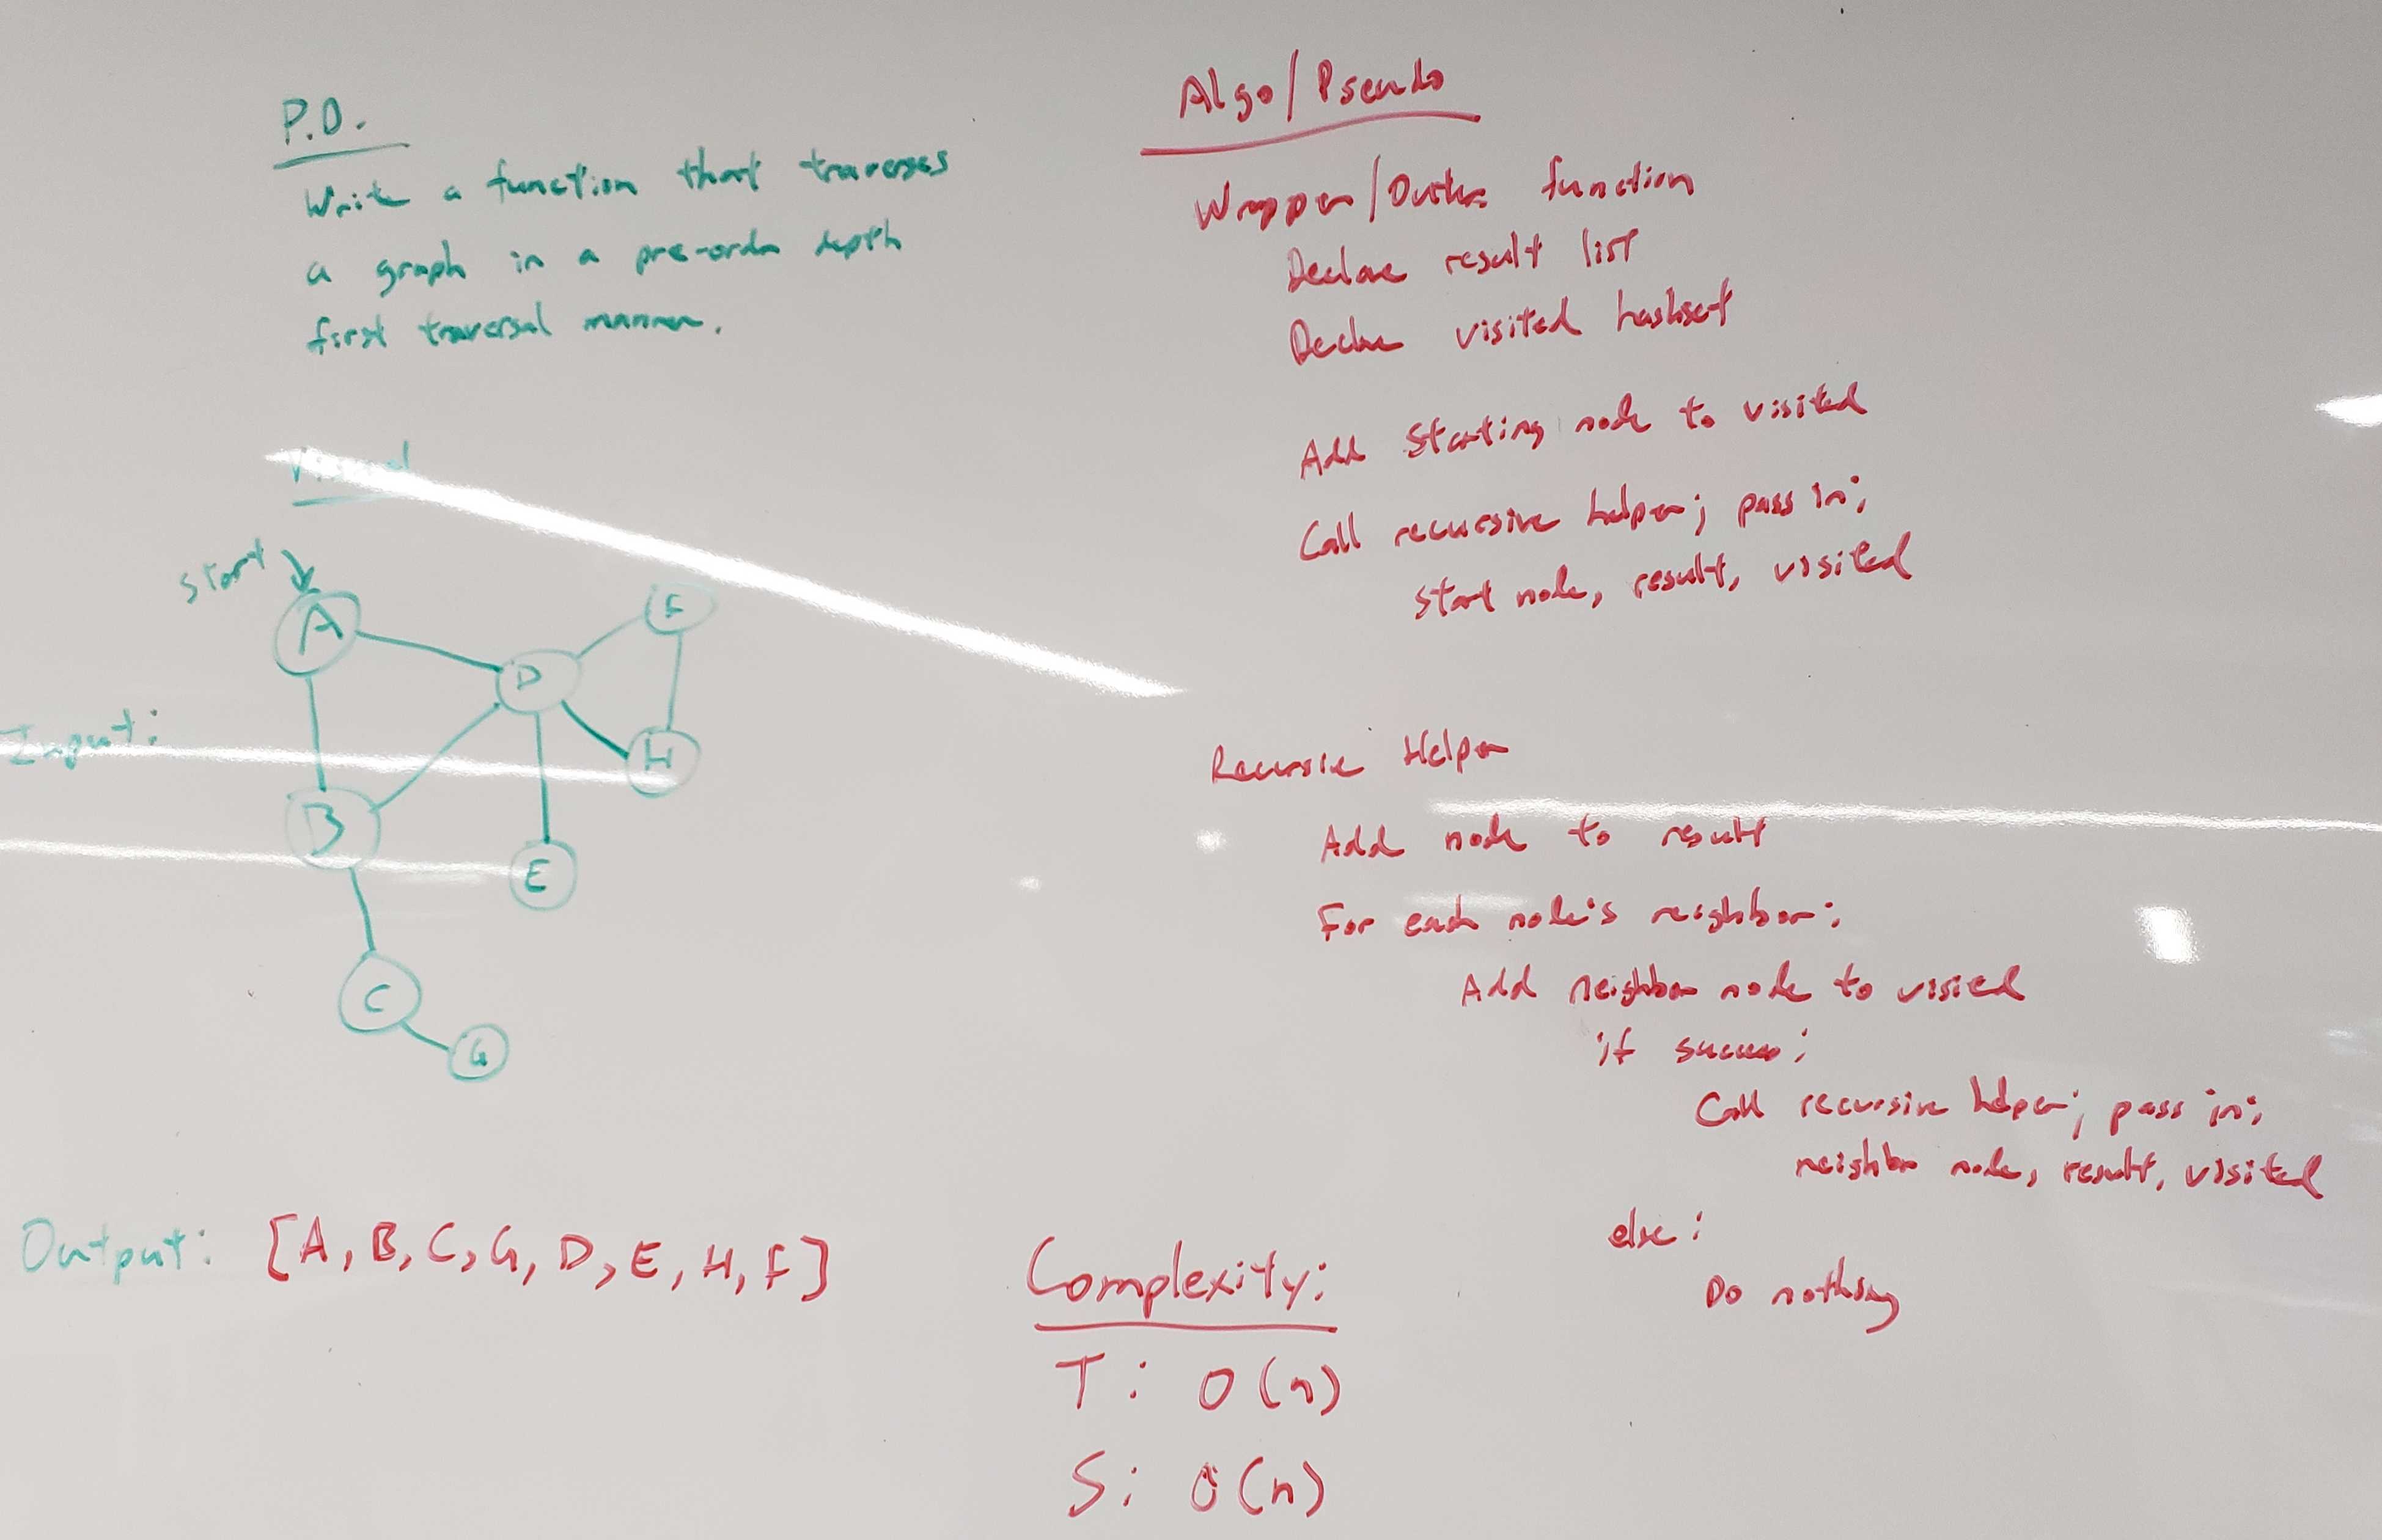 P.D.
Write a function that traverses
a graph in a pre-order depth
first traversal manner.
Visual
start
A
F
D
Input:
H
B
E
C
G
Output: [A, B, C, G, D, E, H, F]
Algo/Pseudo
Wrapper/Outer function
Declare result list
Declare visited hashset
Add Starting node to visited
Call recursive helper; pass in:
start node, result, visited
Recursive Helper
Add node to result
For each node's neighbor:
Add neighbor node to visited
if success:
Call recursive helper; pass in:
neighbor node, result, visited
else:
Do nothing
Complexity:
T: O(n)
S: O(n)